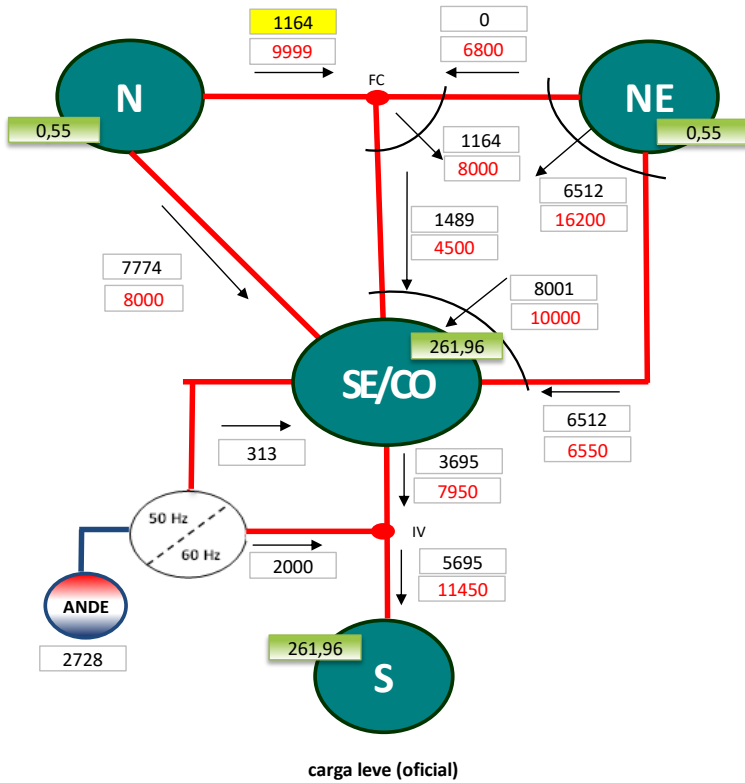 1164
9999
0
6800
FC
N
NE
0,55
0,55
1164
8000
6512
16200
1489
4500
7774
8000
8001
10000
261,96
SE/CO
6512
6550
313
3695
7950
50 Hz
60 Hz
IV
2000
5695
11450
ANDE
2728
261,96
S
carga leve (oficial)